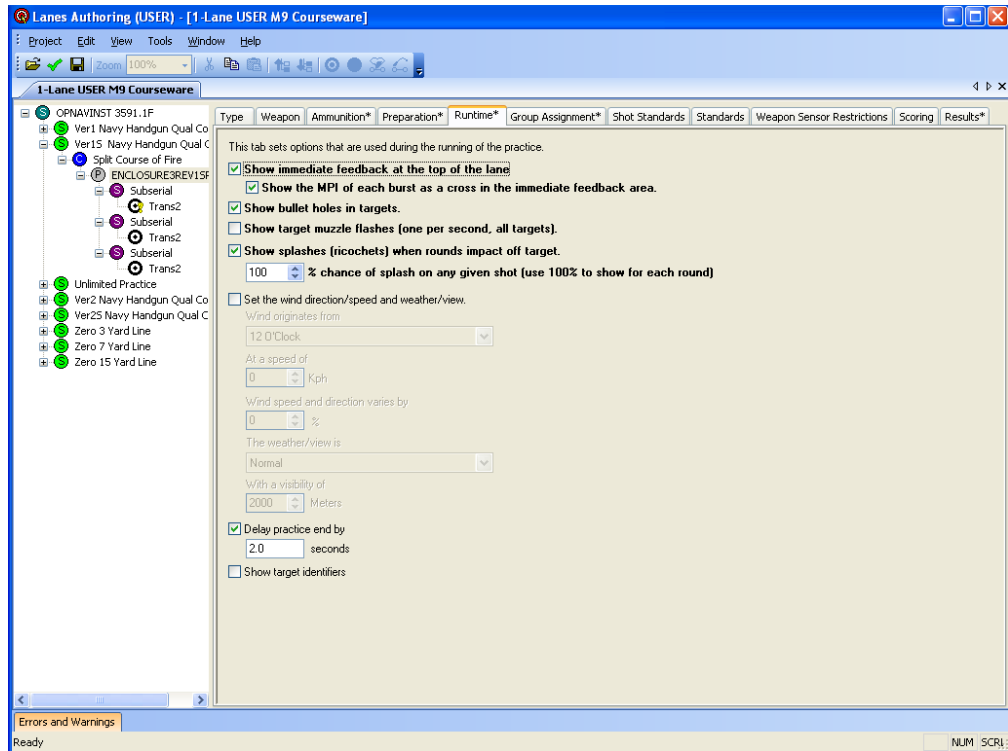 Lanes Authoring (USER) - [1-Lane USER M9 Courseware]
Project Edit View Tools Window Help
Zoom 100%
1-Lane USER M9 Courseware
OPNAVINST 3591.1F
Ver1 Navy Handgun Qual Co
Ver1S Navy Handgun Qual C
Split Course of Fire
ENCLOSURE3REV1SF
Subserial
Trans2
Subserial
Trans2
Subserial
Trans2
Unlimited Practice
Ver2 Navy Handgun Qual Co
Ver2S Navy Handgun Qual C
Zero 3 Yard Line
Zero 7 Yard Line
Zero 15 Yard Line
Type Weapon Ammunition* Preparation* Runtime* Group Assignment* Shot Standards Standards Weapon Sensor Restrictions Scoring Results*
This tab sets options that are used during the running of the practice.
Show immediate feedback at the top of the lane
Show the MPI of each burst as a cross in the immediate feedback area.
Show bullet holes in targets.
Show target muzzle flashes (one per second, all targets).
Show splashes (ricochets) when rounds impact off target.
100 % chance of splash on any given shot (use 100% to show for each round)
Set the wind direction/speed and weather/view.
Wind originates from
12 O'Clock
At a speed of
0 Kph
Wind speed and direction varies by
0 %
The weather/view is
Normal
With a visibility of
2000 Meters
Delay practice end by
2.0 seconds
Show target identifiers
Errors and Warnings
Ready NUM SCRL